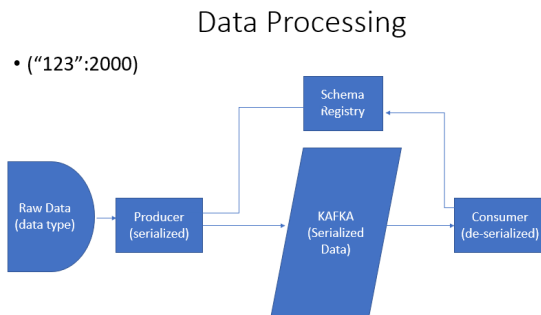 Data Processing
• (“123”:2000)
Schema
Registry
Raw Data
(data type)
Producer
(serialized)
KAFKA
(Serialized
Data)
Consumer
(de-serialized)